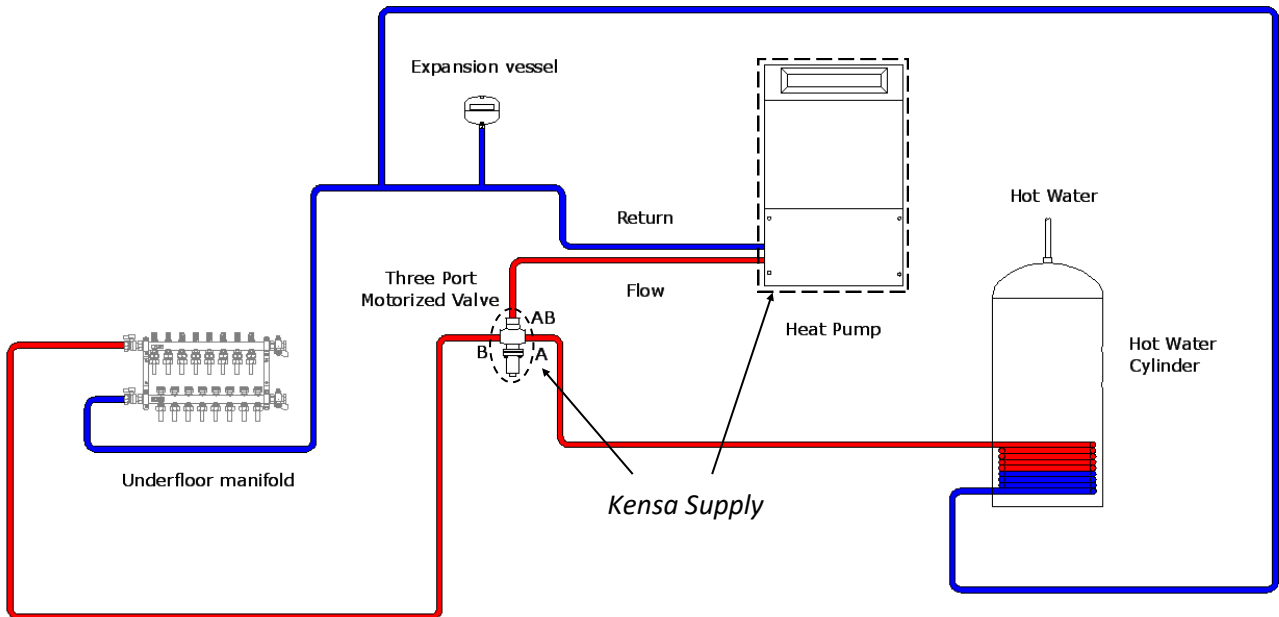 Expansion vessel
Hot Water
Return
Three Port
Motorized Valve
Flow
AB
Heat Pump
B
A
Hot Water
Cylinder
Underfloor manifold
Kensa Supply